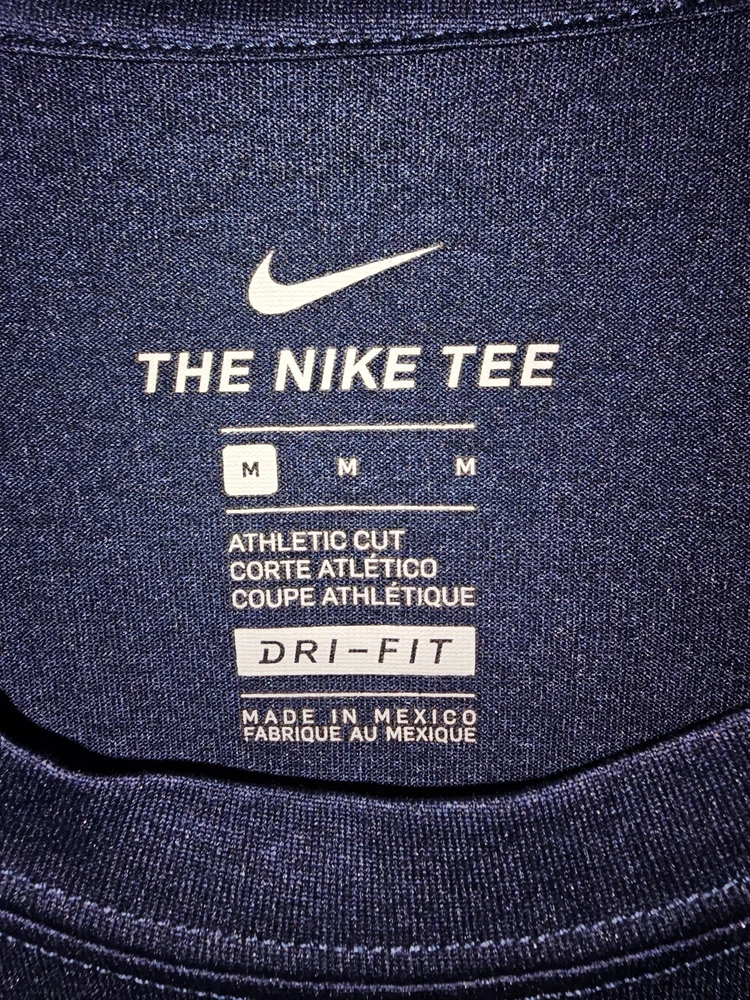 THE NIKE TEE
M M M
ATHLETIC CUT
CORTE ATLÉTICO
COUPE ATHLÉTIQUE
DRI-FIT
MADE IN MEXICO
FABRIQUE AU MEXIQUE